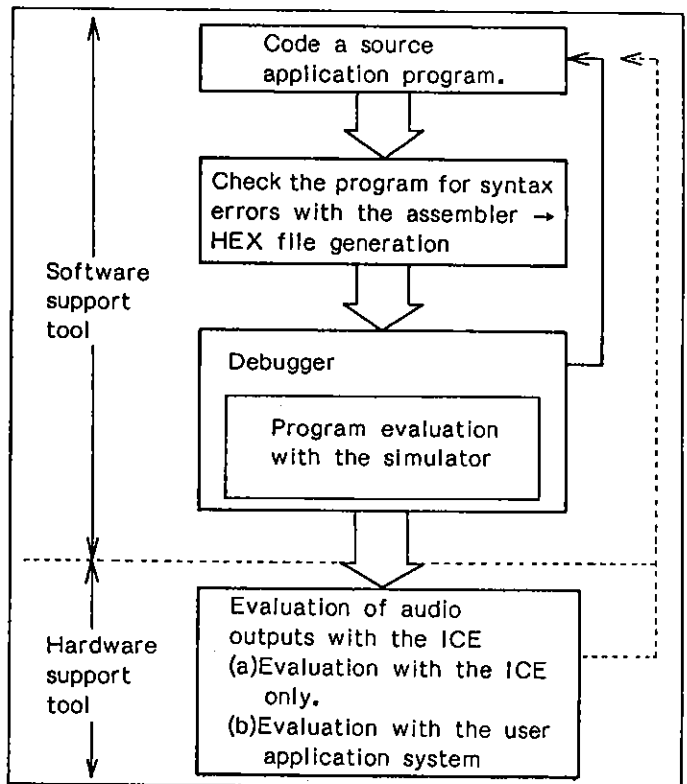 Code a source
application program.
Check the program for syntax
errors with the assembler →
HEX file generation
Software
support
tool
Debugger
Program evaluation
with the simulator
Hardware
support
tool
Evaluation of audio
outputs with the ICE
(a)Evaluation with the ICE
only.
(b)Evaluation with the user
application system